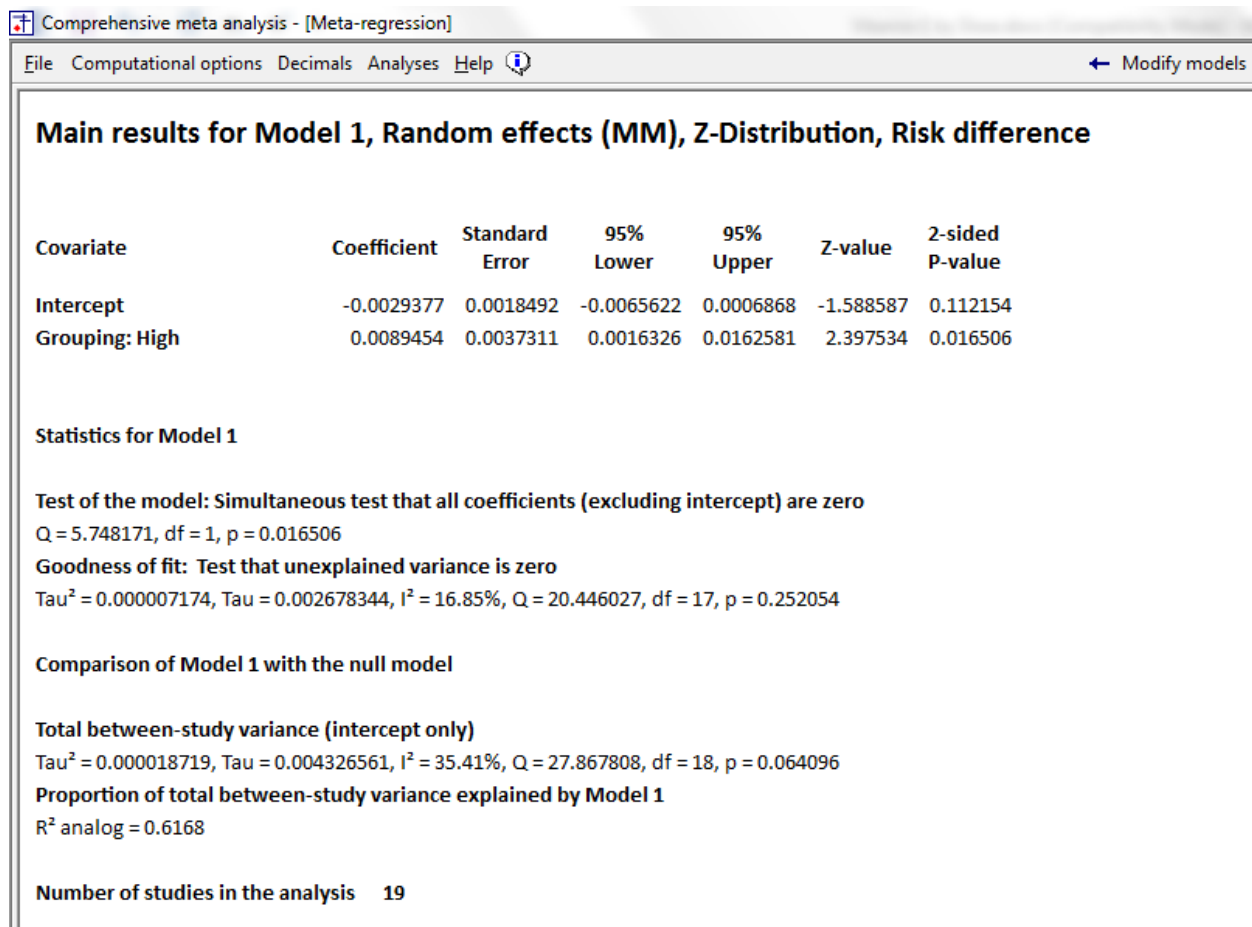 Comprehensive meta analysis - [Meta-regression]
File Computational options Decimals Analyses Help Modify models
Main results for Model 1, Random effects (MM), Z-Distribution, Risk difference
Covariate Coefficient Standard Error 95% Lower 95% Upper Z-value 2-sided P-value
Intercept -0.0029377 0.0018492 -0.0065622 0.0006868 -1.588587 0.112154
Grouping: High 0.0089454 0.0037311 0.0016326 0.0162581 2.397534 0.016506
Statistics for Model 1
Test of the model: Simultaneous test that all coefficients (excluding intercept) are zero
Q = 5.748171, df = 1, p = 0.016506
Goodness of fit: Test that unexplained variance is zero
Tau² = 0.000007174, Tau = 0.002678344, I² = 16.85%, Q = 20.446027, df = 17, p = 0.252054
Comparison of Model 1 with the null model
Total between-study variance (intercept only)
Tau² = 0.000018719, Tau = 0.004326561, I² = 35.41%, Q = 27.867808, df = 18, p = 0.064096
Proportion of total between-study variance explained by Model 1
R² analog = 0.6168
Number of studies in the analysis 19